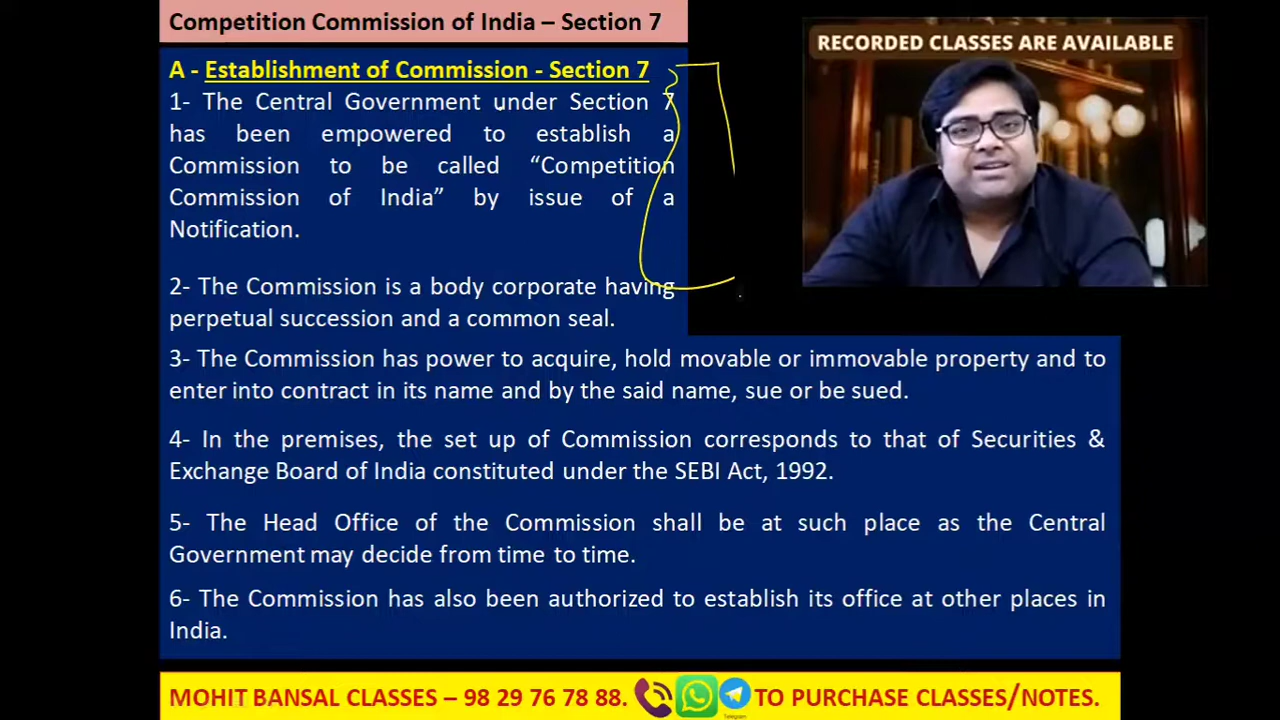 Competition Commission of India – Section 7
RECORDED CLASSES ARE AVAILABLE
A - Establishment of Commission - Section 7
1- The Central Government under Section 7
has been empowered to establish a
Commission to be called “Competition
Commission of India” by issue of a
Notification.
2- The Commission is a body corporate having
perpetual succession and a common seal.
3- The Commission has power to acquire, hold movable or immovable property and to
enter into contract in its name and by the said name, sue or be sued.
4- In the premises, the set up of Commission corresponds to that of Securities &
Exchange Board of India constituted under the SEBI Act, 1992.
5- The Head Office of the Commission shall be at such place as the Central
Government may decide from time to time.
6- The Commission has also been authorized to establish its office at other places in
India.
MOHIT BANSAL CLASSES – 98 29 76 78 88. TO PURCHASE CLASSES/NOTES.
Telegram